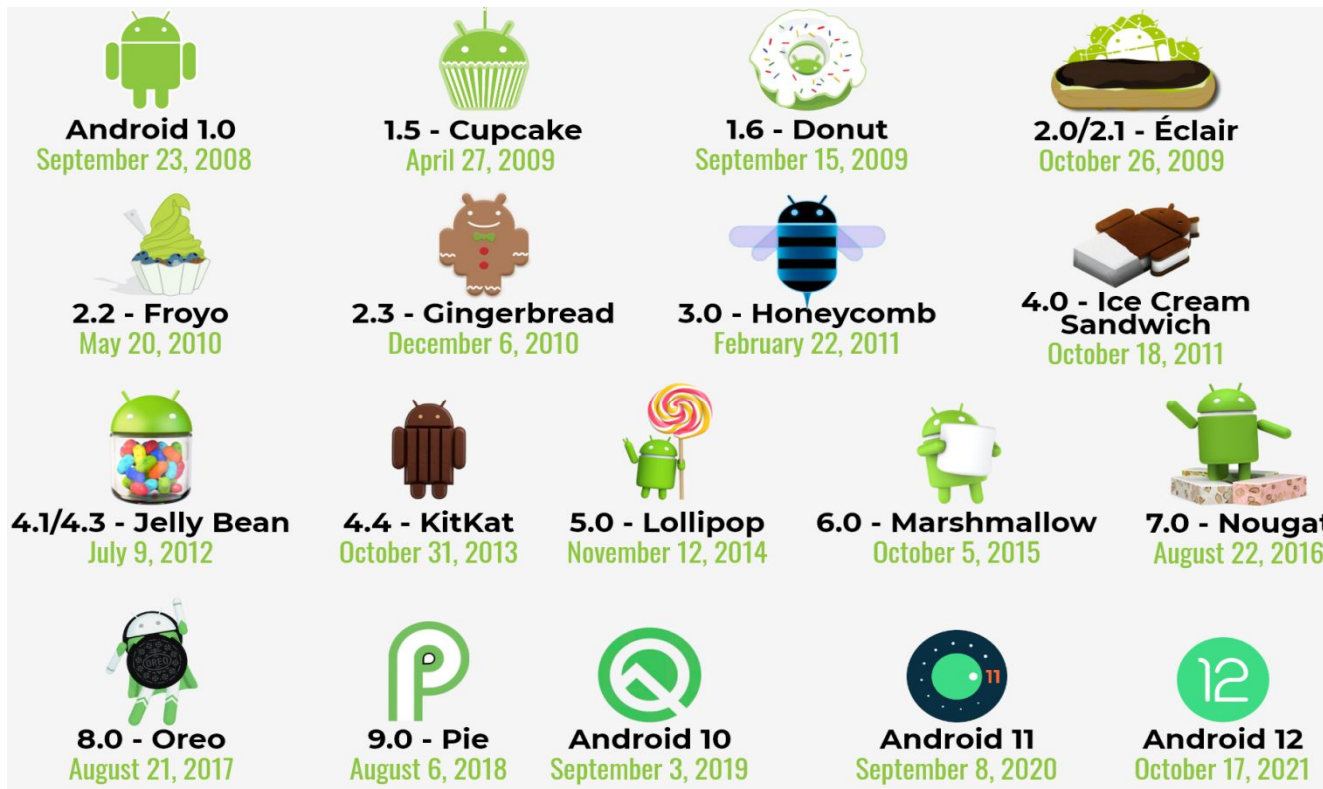 Android 1.0
September 23, 2008
1.5 - Cupcake
April 27, 2009
1.6 - Donut
September 15, 2009
2.0/2.1 - Éclair
October 26, 2009
2.2 - Froyo
May 20, 2010
2.3 - Gingerbread
December 6, 2010
3.0 - Honeycomb
February 22, 2011
4.0 - Ice Cream
Sandwich
October 18, 2011
4.1/4.3 - Jelly Bean
July 9, 2012
4.4 - KitKat
October 31, 2013
5.0 - Lollipop
November 12, 2014
6.0 - Marshmallow
October 5, 2015
7.0 - Nougat
August 22, 2016
OREO
8.0 - Oreo
August 21, 2017
9.0 - Pie
August 6, 2018
Android 10
September 3, 2019
11
Android 11
September 8, 2020
12
Android 12
October 17, 2021